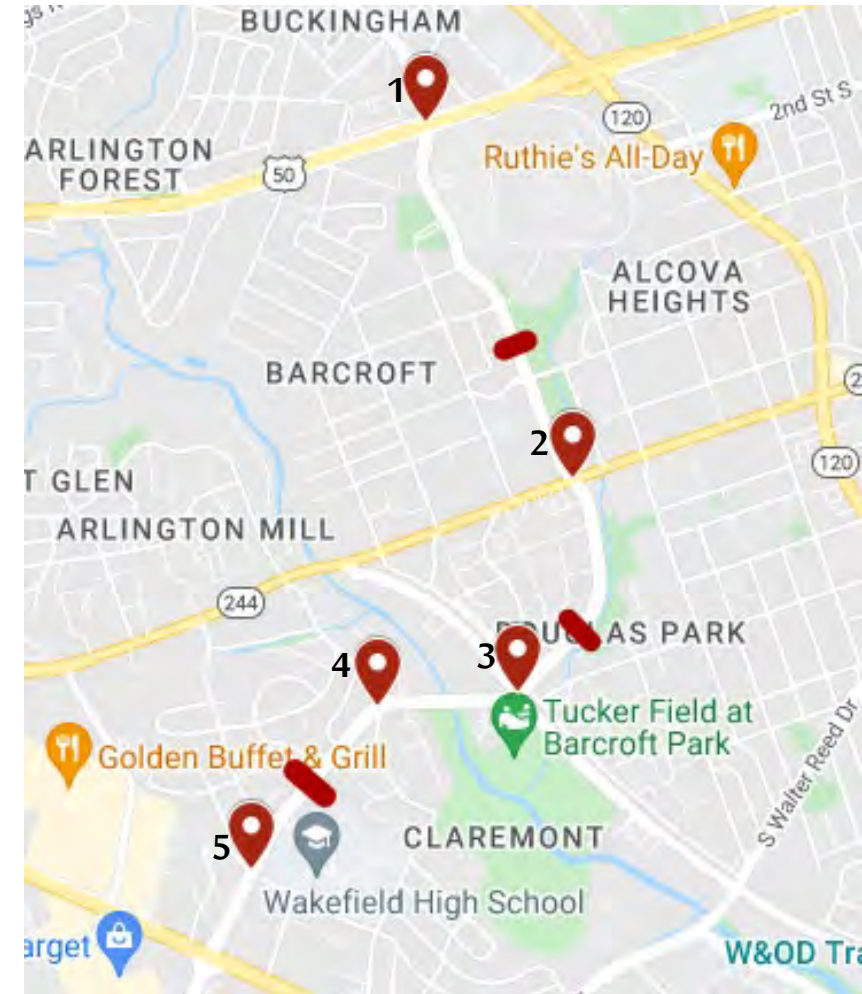 BUCKINGHAM
1
120
2nd St S
ARLINGTON
FOREST
50
Ruthie's All-Day
ALCOVA
HEIGHTS
BARCROFT
2
2
T GLEN
120
ARLINGTON MILL
244
DOUGLAS PARK
4
3
Tucker Field at
Barcroft Park
Golden Buffet & Grill
S Walter Reed Dr
5
CLAREMONT
Wakefield High School
arget
W&OD Tra